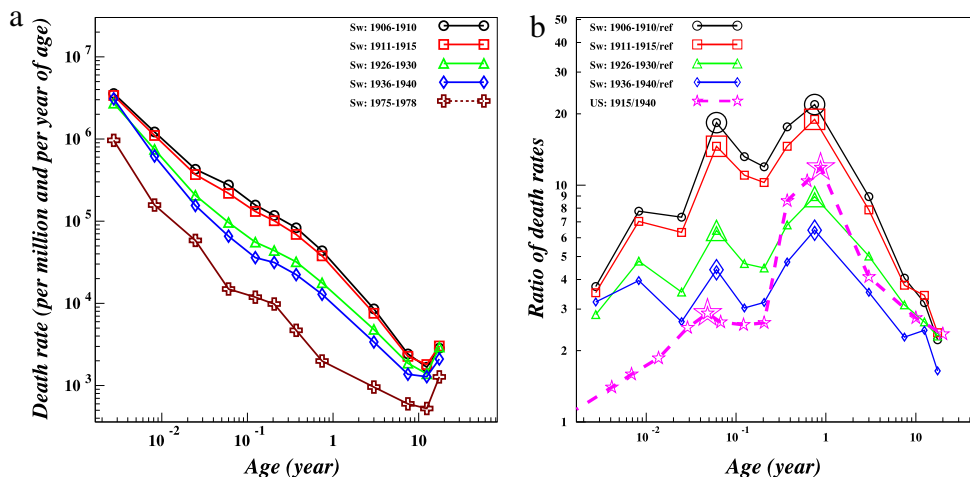 a
Death rate (per million and per year of age)
10^7
10^6
10^5
10^4
10^3
Sw: 1906-1910
Sw: 1911-1915
Sw: 1926-1930
Sw: 1936-1940
Sw: 1975-1978
10^-2 10^-1 1 10
Age (year)
b
Ratio of death rates
50
40
30
20
10
9
8
7
6
5
4
3
2
1
Sw: 1906-1910/ref
Sw: 1911-1915/ref
Sw: 1926-1930/ref
Sw: 1936-1940/ref
US: 1915/1940
10^-2 10^-1 1 10
Age (year)